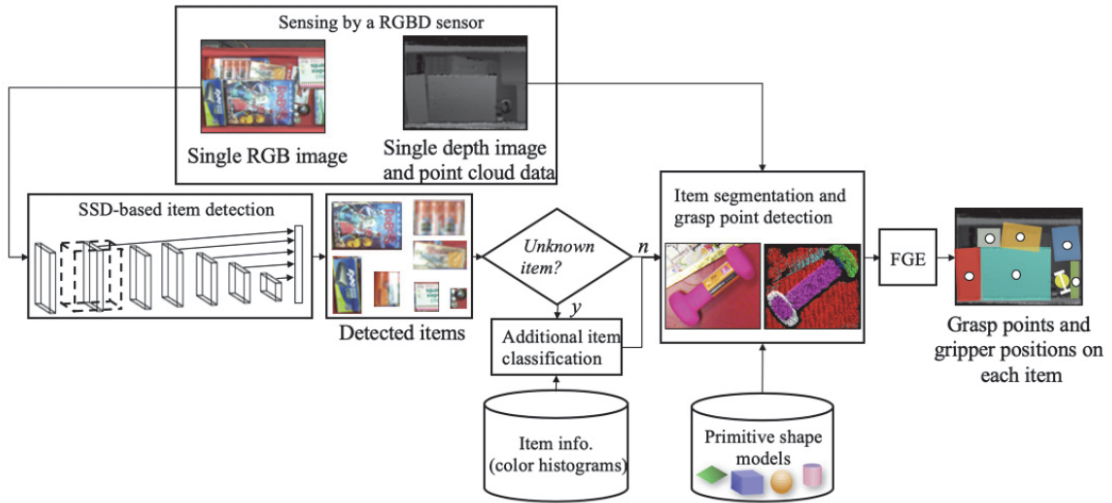 Sensing by a RGBD sensor
Single RGB image
Single depth image
and point cloud data
SSD-based item detection
Detected items
Unknown
item?
n
y
Additional item
classification
Item info.
(color histograms)
Item segmentation and
grasp point detection
Primitive shape
models
FGE
Grasp points and
gripper positions on
each item